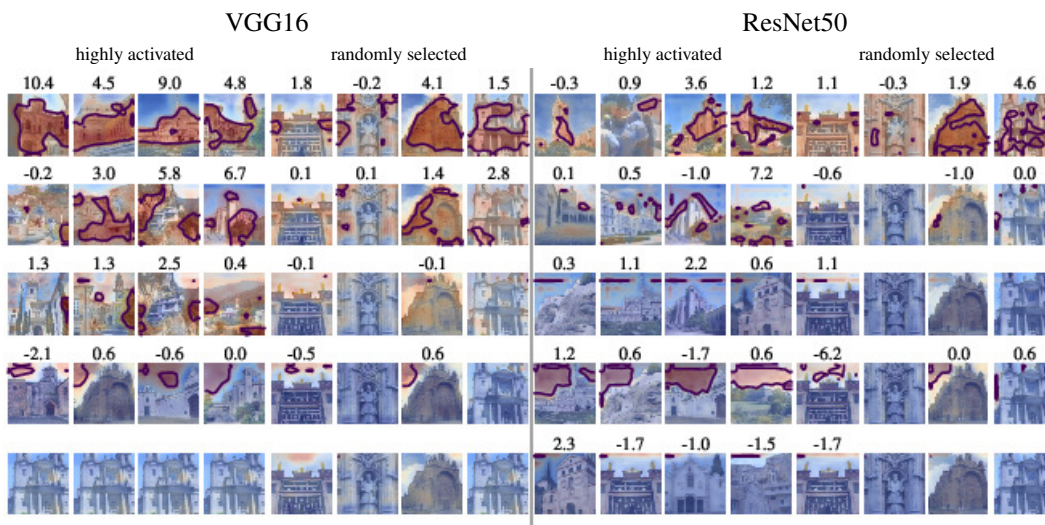 VGG16 ResNet50
highly activated randomly selected highly activated randomly selected
10.4 4.5 9.0 4.8 1.8 -0.2 4.1 1.5 -0.3 0.9 3.6 1.2 1.1 -0.3 1.9 4.6
-0.2 3.0 5.8 6.7 0.1 0.1 1.4 2.8 0.1 0.5 -1.0 7.2 -0.6 -1.0 0.0
1.3 1.3 2.5 0.4 -0.1 -0.1 0.3 1.1 2.2 0.6 1.1
-2.1 0.6 -0.6 0.0 -0.5 0.6 1.2 0.6 -1.7 0.6 -6.2 0.0 0.6
2.3 -1.7 -1.0 -1.5 -1.7